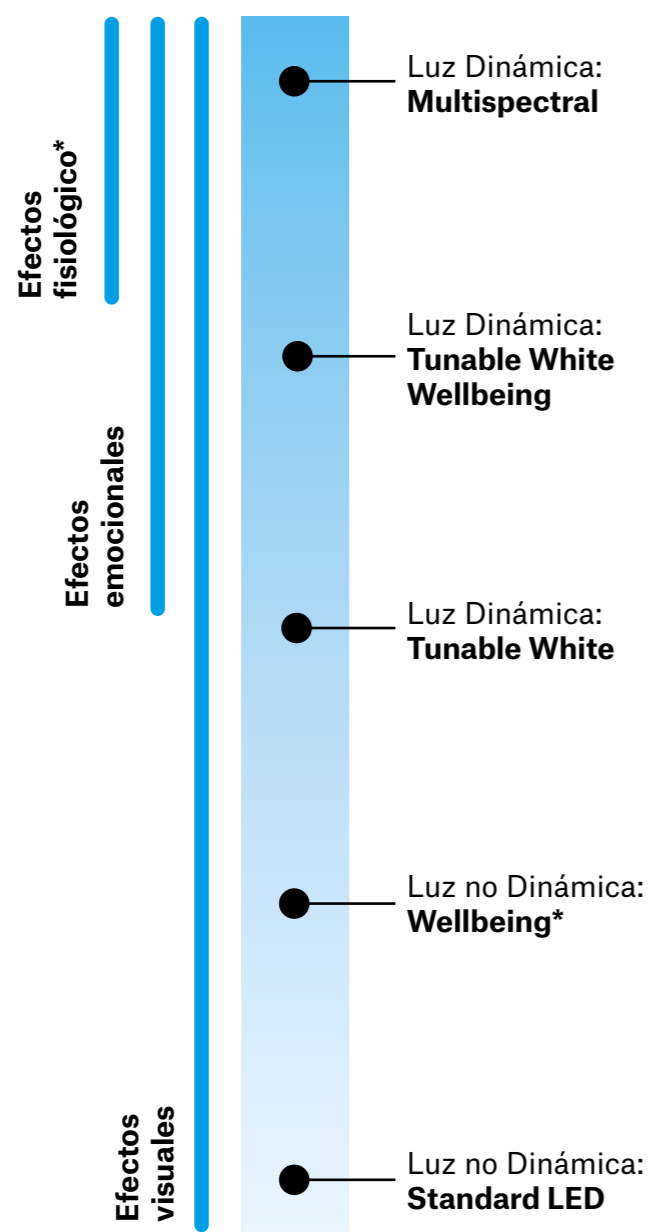 Efectos
fisiológico*
Efectos
emocionales
Efectos
visuales
Luz Dinámica:
Multispectral
Luz Dinámica:
Tunable White
Wellbeing
Luz Dinámica:
Tunable White
Luz no Dinámica:
Wellbeing*
Luz no Dinámica:
Standard LED